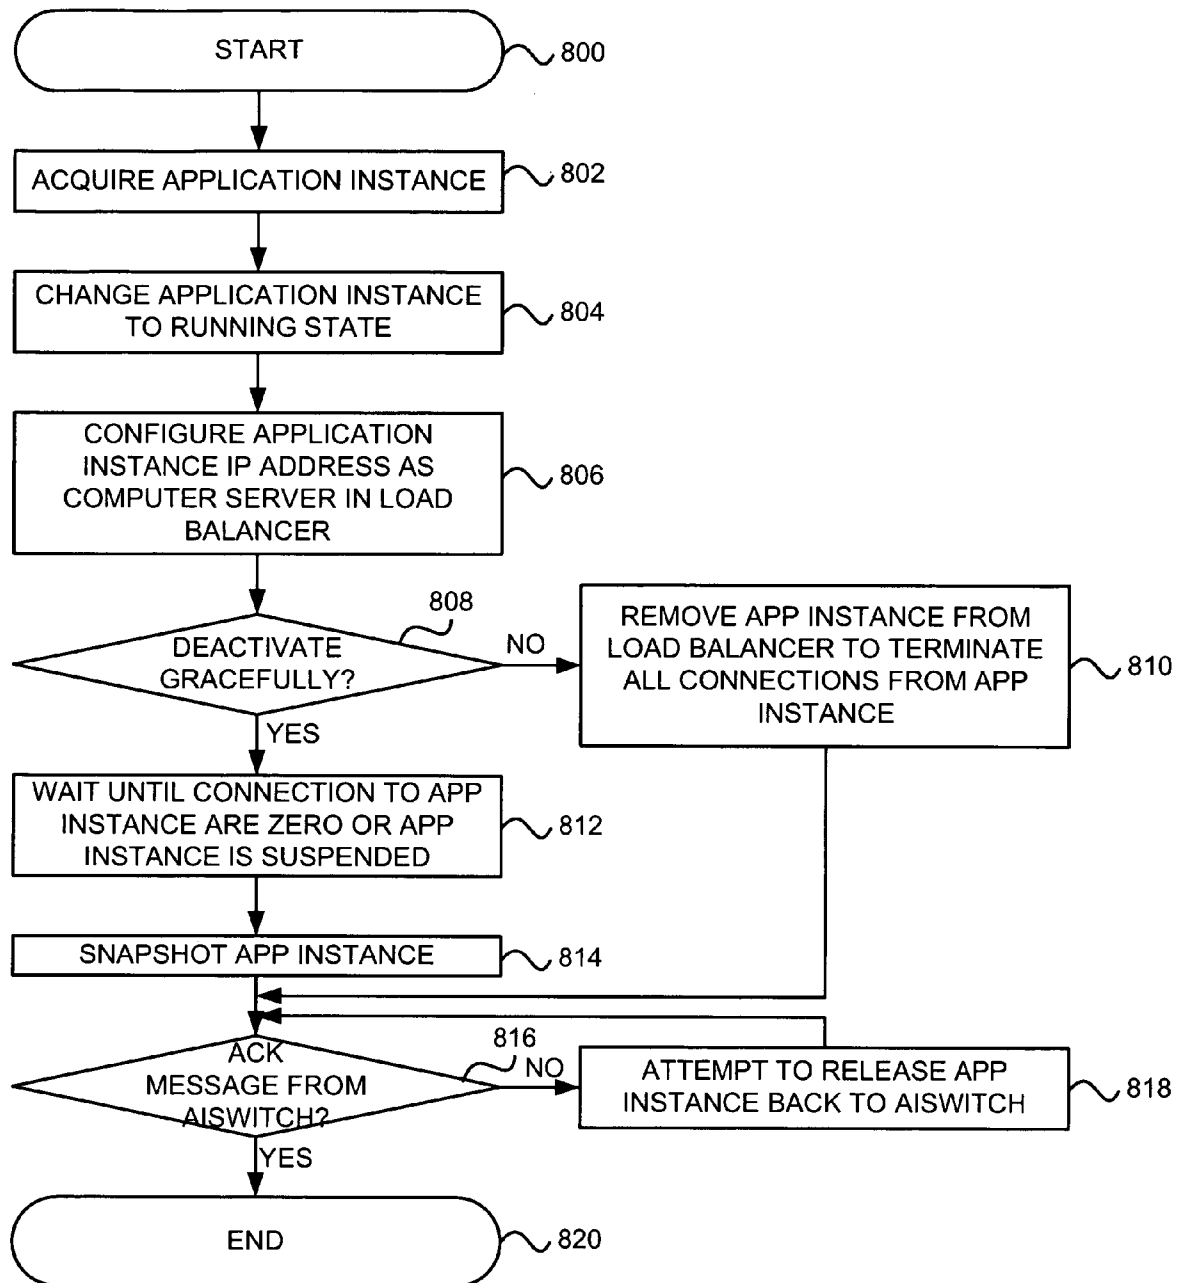 START
800
ACQUIRE APPLICATION INSTANCE
802
CHANGE APPLICATION INSTANCE
TO RUNNING STATE
804
CONFIGURE APPLICATION
INSTANCE IP ADDRESS AS
COMPUTER SERVER IN LOAD
BALANCER
806
808
DEACTIVATE
GRACEFULLY?
NO
YES
REMOVE APP INSTANCE FROM
LOAD BALANCER TO TERMINATE
ALL CONNECTIONS FROM APP
INSTANCE
810
WAIT UNTIL CONNECTION TO APP
INSTANCE ARE ZERO OR APP
INSTANCE IS SUSPENDED
812
SNAPSHOT APP INSTANCE
814
816
ACK
MESSAGE FROM
AISWITCH?
NO
YES
ATTEMPT TO RELEASE APP
INSTANCE BACK TO AISWITCH
818
END
820